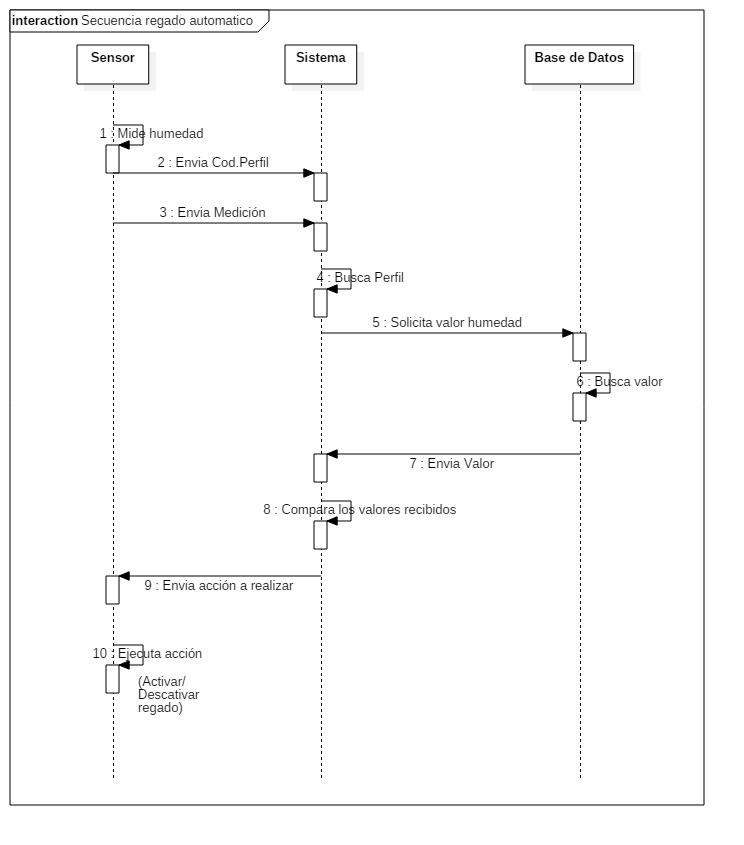 interaction Secuencia regado automatico
Sensor
Sistema
Base de Datos
1 : Mide humedad
2 : Envia Cod.Perfil
3 : Envia Medición
4 : Busca Perfil
5 : Solicita valor humedad
6 : Busca valor
7 : Envia Valor
8 : Compara los valores recibidos
9 : Envia acción a realizar
10 : Ejecuta acción
(Activar/
Descativar
regado)